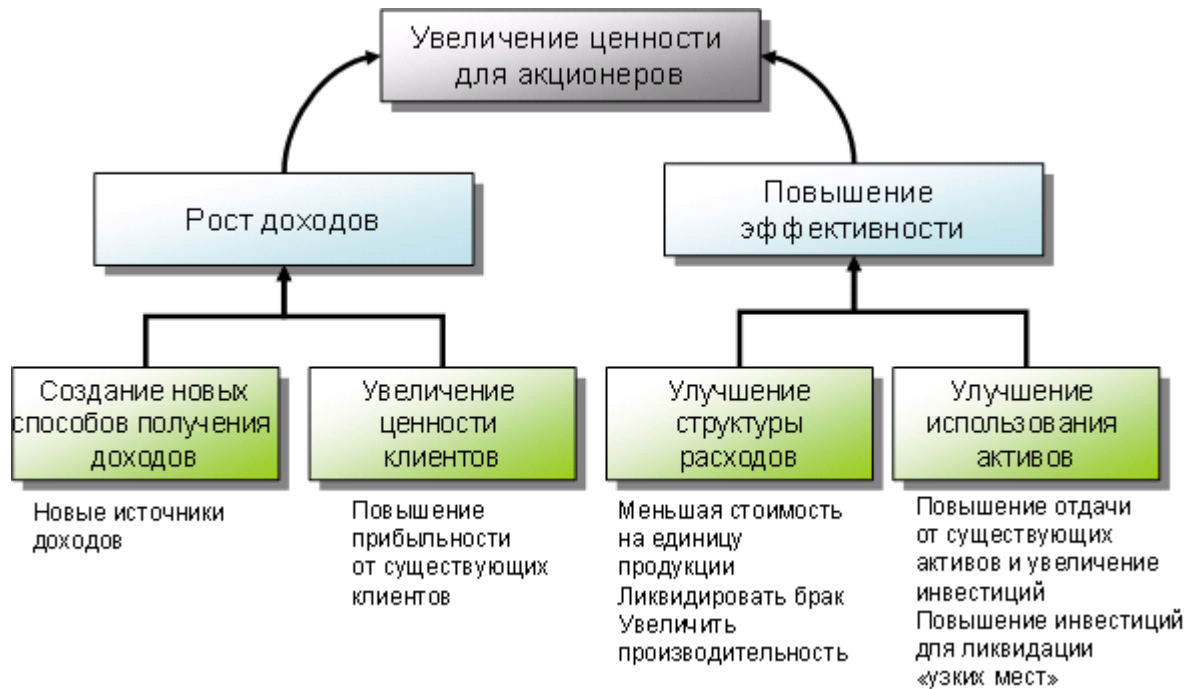 Увеличение ценности
для акционеров
Рост доходов
Повышение
эффективности
Создание новых
способов получения
доходов
Увеличение
ценности
клиентов
Улучшение
структуры
расходов
Улучшение
использования
активов
Новые источники
доходов
Повышение
прибыльности
от существующих
клиентов
Меньшая стоимость
на единицу
продукции
Ликвидировать брак
Увеличить
производительность
Повышение отдачи
от существующих
активов и увеличение
инвестиций
Повышение инвестиций
для ликвидации
«узких мест»